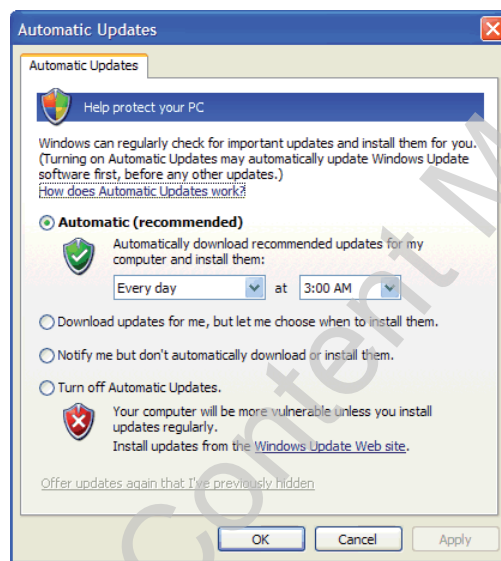 Automatic Updates
Automatic Updates
Help protect your PC
Windows can regularly check for important updates and install them for you.
(Turning on Automatic Updates may automatically update Windows Update
software first, before any other updates.)
How does Automatic Updates work?
Automatic (recommended)
Automatically download recommended updates for my
computer and install them:
Every day at 3:00 AM
Download updates for me, but let me choose when to install them.
Notify me but don't automatically download or install them.
Turn off Automatic Updates.
Your computer will be more vulnerable unless you install
updates regularly.
Install updates from the Windows Update Web site.
Offer updates again that I've previously hidden
OK Cancel Apply
Content M